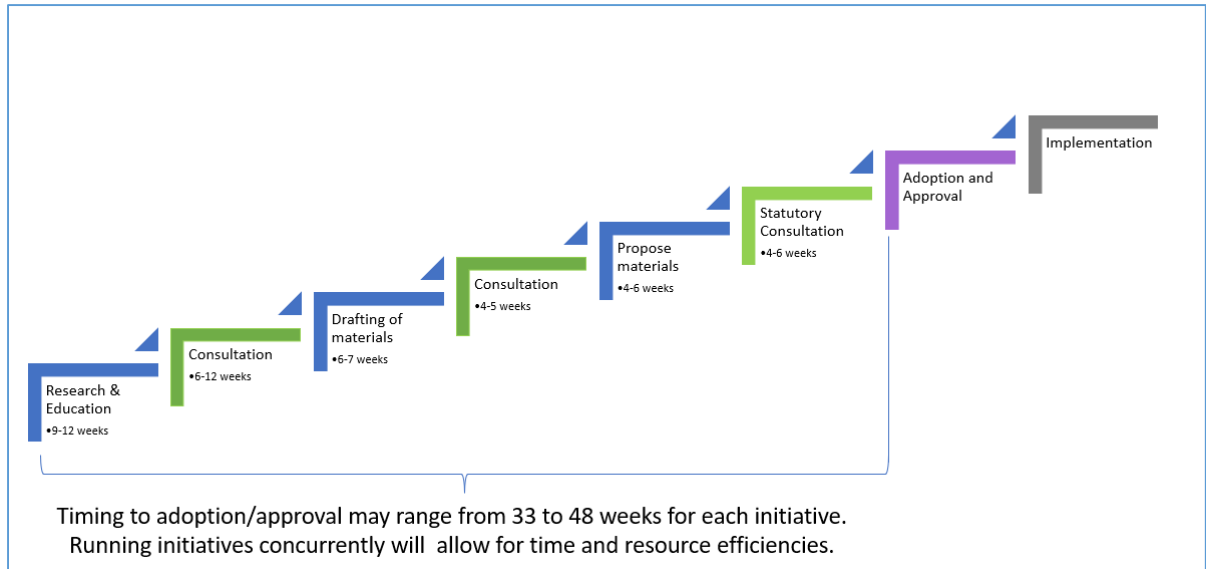 Research &
Education
•9-12 weeks
Consultation
•6-12 weeks
Drafting of
materials
•6-7 weeks
Consultation
•4-5 weeks
Propose
materials
•4-6 weeks
Statutory
Consultation
•4-6 weeks
Adoption and
Approval
Implementation
Timing to adoption/approval may range from 33 to 48 weeks for each initiative.
Running initiatives concurrently will  allow for time and resource efficiencies.